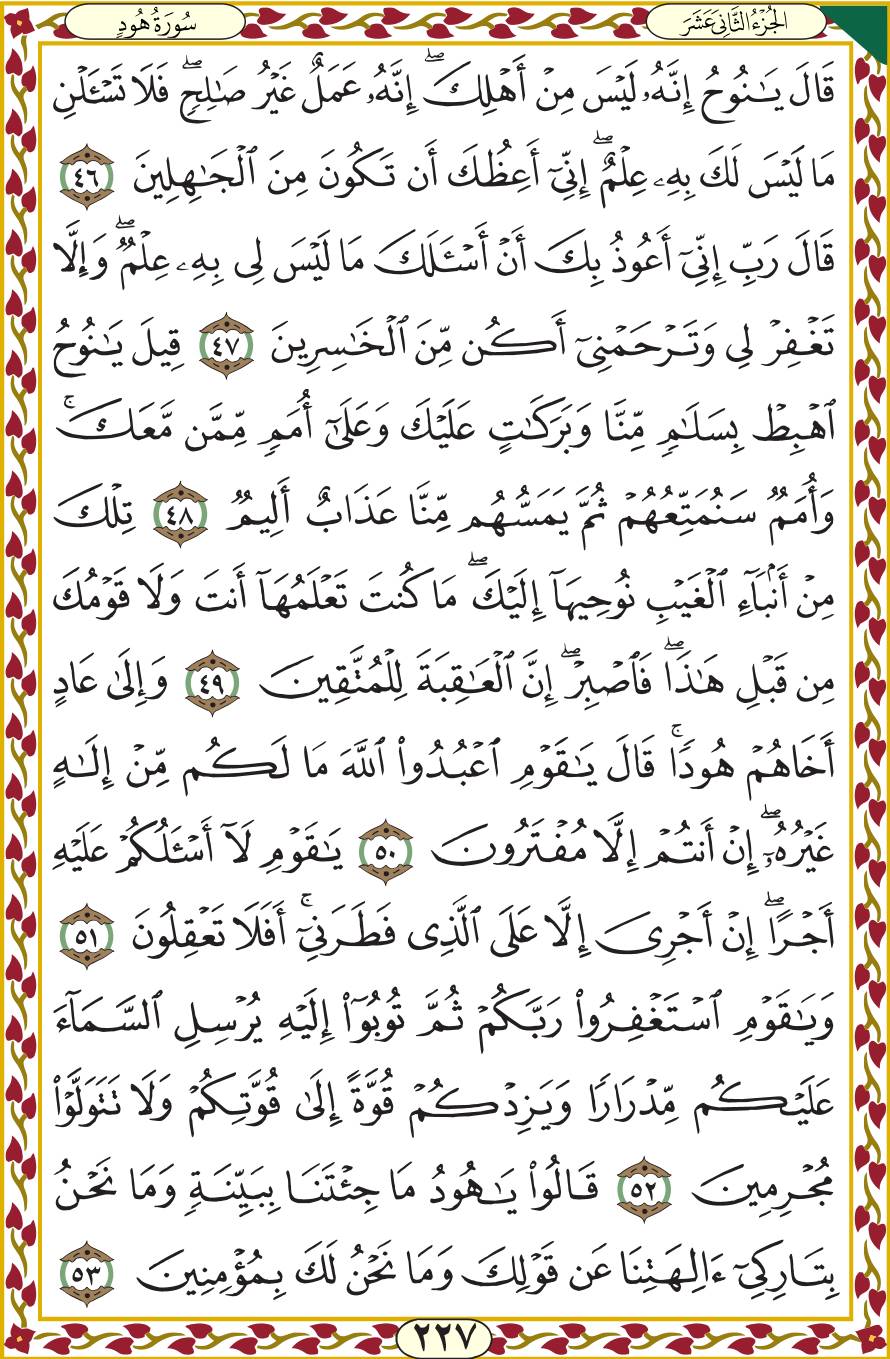 الجُزْءُ الثَّانِيَ عَشَرَ
سُورَةُ هُودٍ
قَالَ يَـٰنُوحُ إِنَّهُۥ لَيْسَ مِنْ أَهْلِكَ ۖ إِنَّهُۥ عَمَلٌ غَيْرُ صَـٰلِحٍ ۖ فَلَا تَسْـَٔلْنِ
مَا لَيْسَ لَكَ بِهِۦ عِلْمٌ ۖ إِنِّىٓ أَعِظُكَ أَن تَكُونَ مِنَ ٱلْجَـٰهِلِينَ ٤٦
قَالَ رَبِّ إِنِّىٓ أَعُوذُ بِكَ أَنْ أَسْـَٔلَكَ مَا لَيْسَ لِى بِهِۦ عِلْمٌ ۖ وَإِلَّا
تَغْفِرْ لِى وَتَرْحَمْنِىٓ أَكُن مِّنَ ٱلْخَـٰسِرِينَ ٤٧ قِيلَ يَـٰنُوحُ
ٱهْبِطْ بِسَلَـٰمٍ مِّنَّا وَبَرَكَـٰتٍ عَلَيْكَ وَعَلَىٰٓ أُمَمٍ مِّمَّن مَّعَكَ ۚ
وَأُمَمٌ سَنُمَتِّعُهُمْ ثُمَّ يَمَسُّهُم مِّنَّا عَذَابٌ أَلِيمٌ ٤٨ تِلْكَ
مِنْ أَنۢبَآءِ ٱلْغَيْبِ نُوحِيهَآ إِلَيْكَ ۖ مَا كُنتَ تَعْلَمُهَآ أَنتَ وَلَا قَوْمُكَ
مِن قَبْلِ هَـٰذَا ۖ فَٱصْبِرْ ۖ إِنَّ ٱلْعَـٰقِبَةَ لِلْمُتَّقِينَ ٤٩ وَإِلَىٰ عَادٍ
أَخَاهُمْ هُودًا ۚ قَالَ يَـٰقَوْمِ ٱعْبُدُوا۟ ٱللَّهَ مَا لَكُم مِّنْ إِلَـٰهٍ
غَيْرُهُۥٓ ۖ إِنْ أَنتُمْ إِلَّا مُفْتَرُونَ ٥٠ يَـٰقَوْمِ لَآ أَسْـَٔلُكُمْ عَلَيْهِ
أَجْرًا ۖ إِنْ أَجْرِىَ إِلَّا عَلَى ٱلَّذِى فَطَرَنِىٓ ۚ أَفَلَا تَعْقِلُونَ ٥١
وَيَـٰقَوْمِ ٱسْتَغْفِرُوا۟ رَبَّكُمْ ثُمَّ تُوبُوٓا۟ إِلَيْهِ يُرْسِلِ ٱلسَّمَآءَ
عَلَيْكُم مِّدْرَارًا وَيَزِدْكُمْ قُوَّةً إِلَىٰ قُوَّتِكُمْ وَلَا تَتَوَلَّوْا۟
مُجْرِمِينَ ٥٢ قَالُوا۟ يَـٰهُودُ مَا جِئْتَنَا بِبَيِّنَةٍ وَمَا نَحْنُ
بِتَارِكِىٓ ءَالِهَتِنَا عَن قَوْلِكَ وَمَا نَحْنُ لَكَ بِمُؤْمِنِينَ ٥٣
٢٢٧